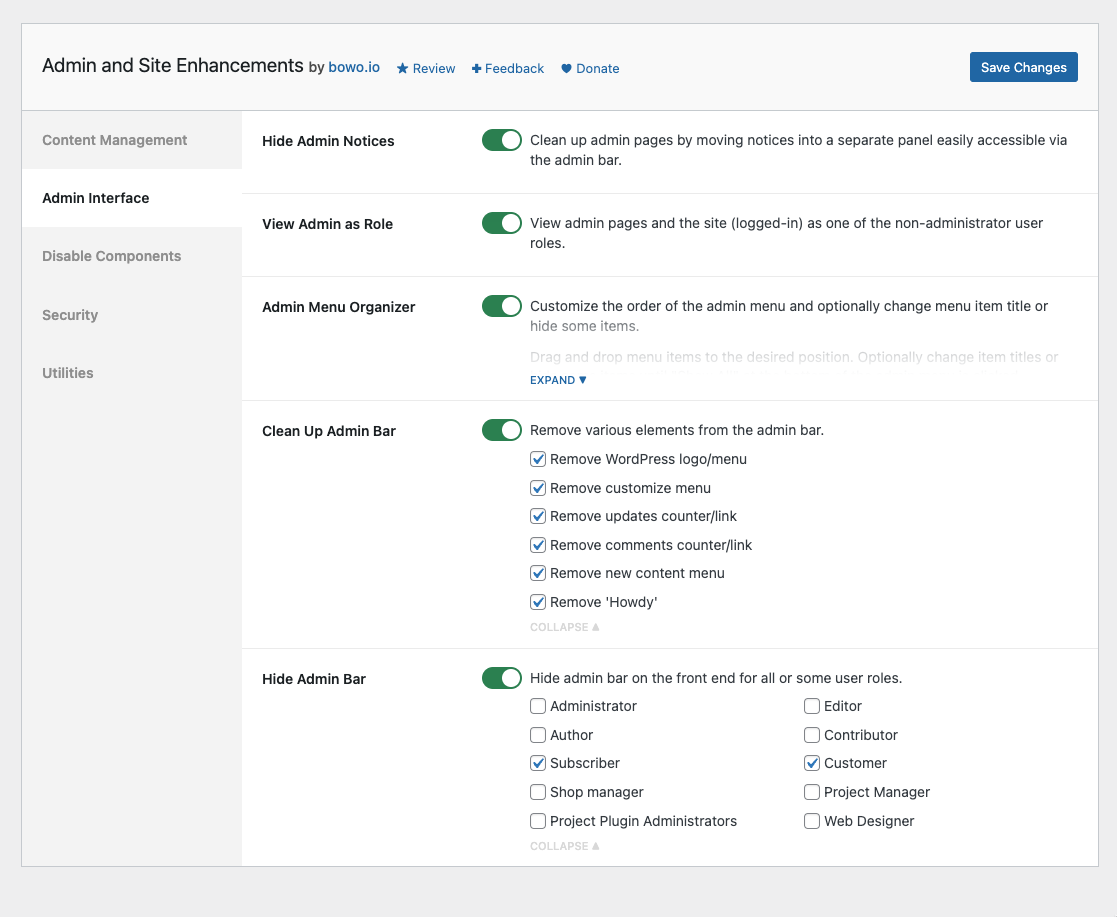 Admin and Site Enhancements by bowo.io Review Feedback Donate
Save Changes
Content Management
Admin Interface
Disable Components
Security
Utilities
Hide Admin Notices
Clean up admin pages by moving notices into a separate panel easily accessible via
the admin bar.
View Admin as Role
View admin pages and the site (logged-in) as one of the non-administrator user
roles.
Admin Menu Organizer
Customize the order of the admin menu and optionally change menu item title or
hide some items.
Drag and drop menu items to the desired position. Optionally change item titles or
EXPAND ▼
Clean Up Admin Bar
Remove various elements from the admin bar.
Remove WordPress logo/menu
Remove customize menu
Remove updates counter/link
Remove comments counter/link
Remove new content menu
Remove 'Howdy'
COLLAPSE ▲
Hide Admin Bar
Hide admin bar on the front end for all or some user roles.
Administrator
Editor
Author
Contributor
Subscriber
Customer
Shop manager
Project Manager
Project Plugin Administrators
Web Designer
COLLAPSE ▲